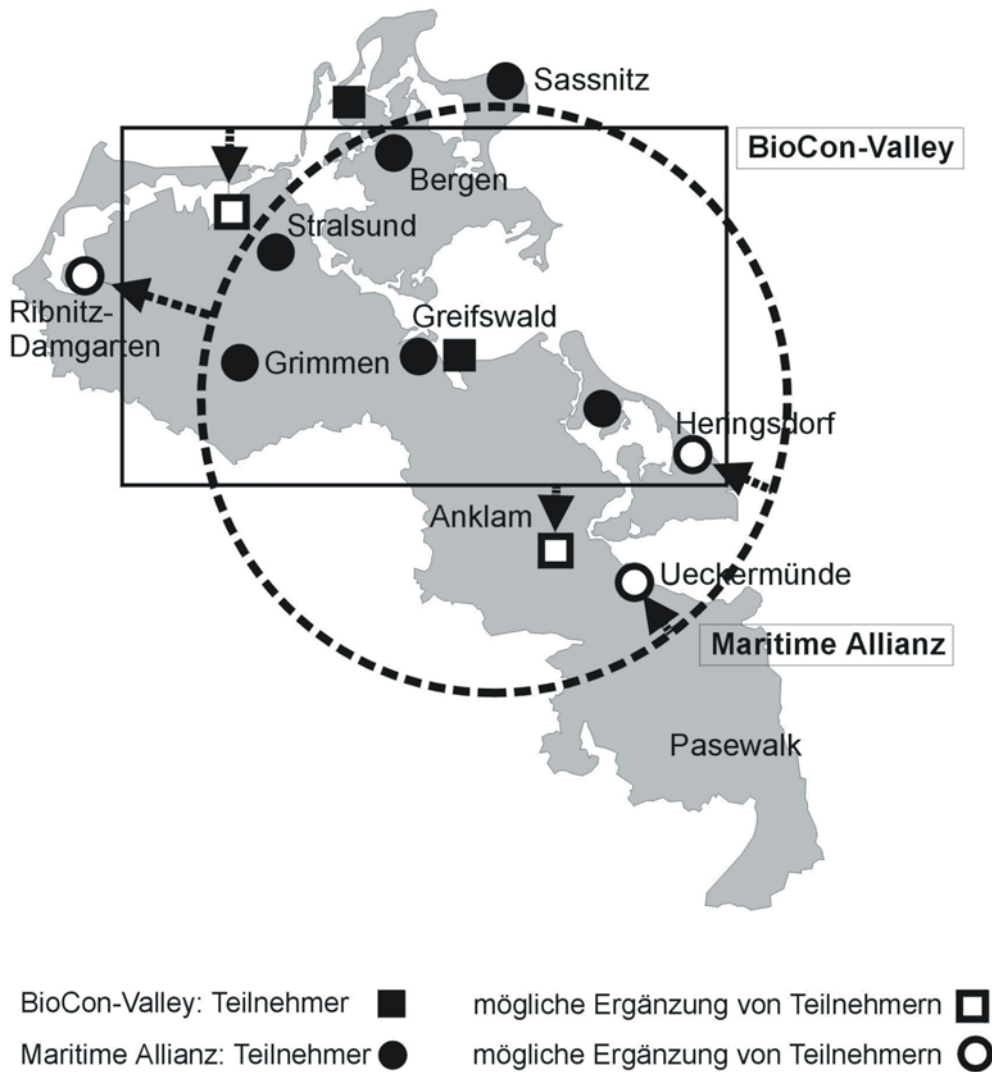 Sassnitz
BioCon-Valley
Bergen
Stralsund
Ribnitz-
Damgarten
Greifswald
Grimmen
Heringsdorf
Anklam
Ueckermünde
Maritime Allianz
Pasewalk
BioCon-Valley: Teilnehmer
mögliche Ergänzung von Teilnehmern
Maritime Allianz: Teilnehmer
mögliche Ergänzung von Teilnehmern